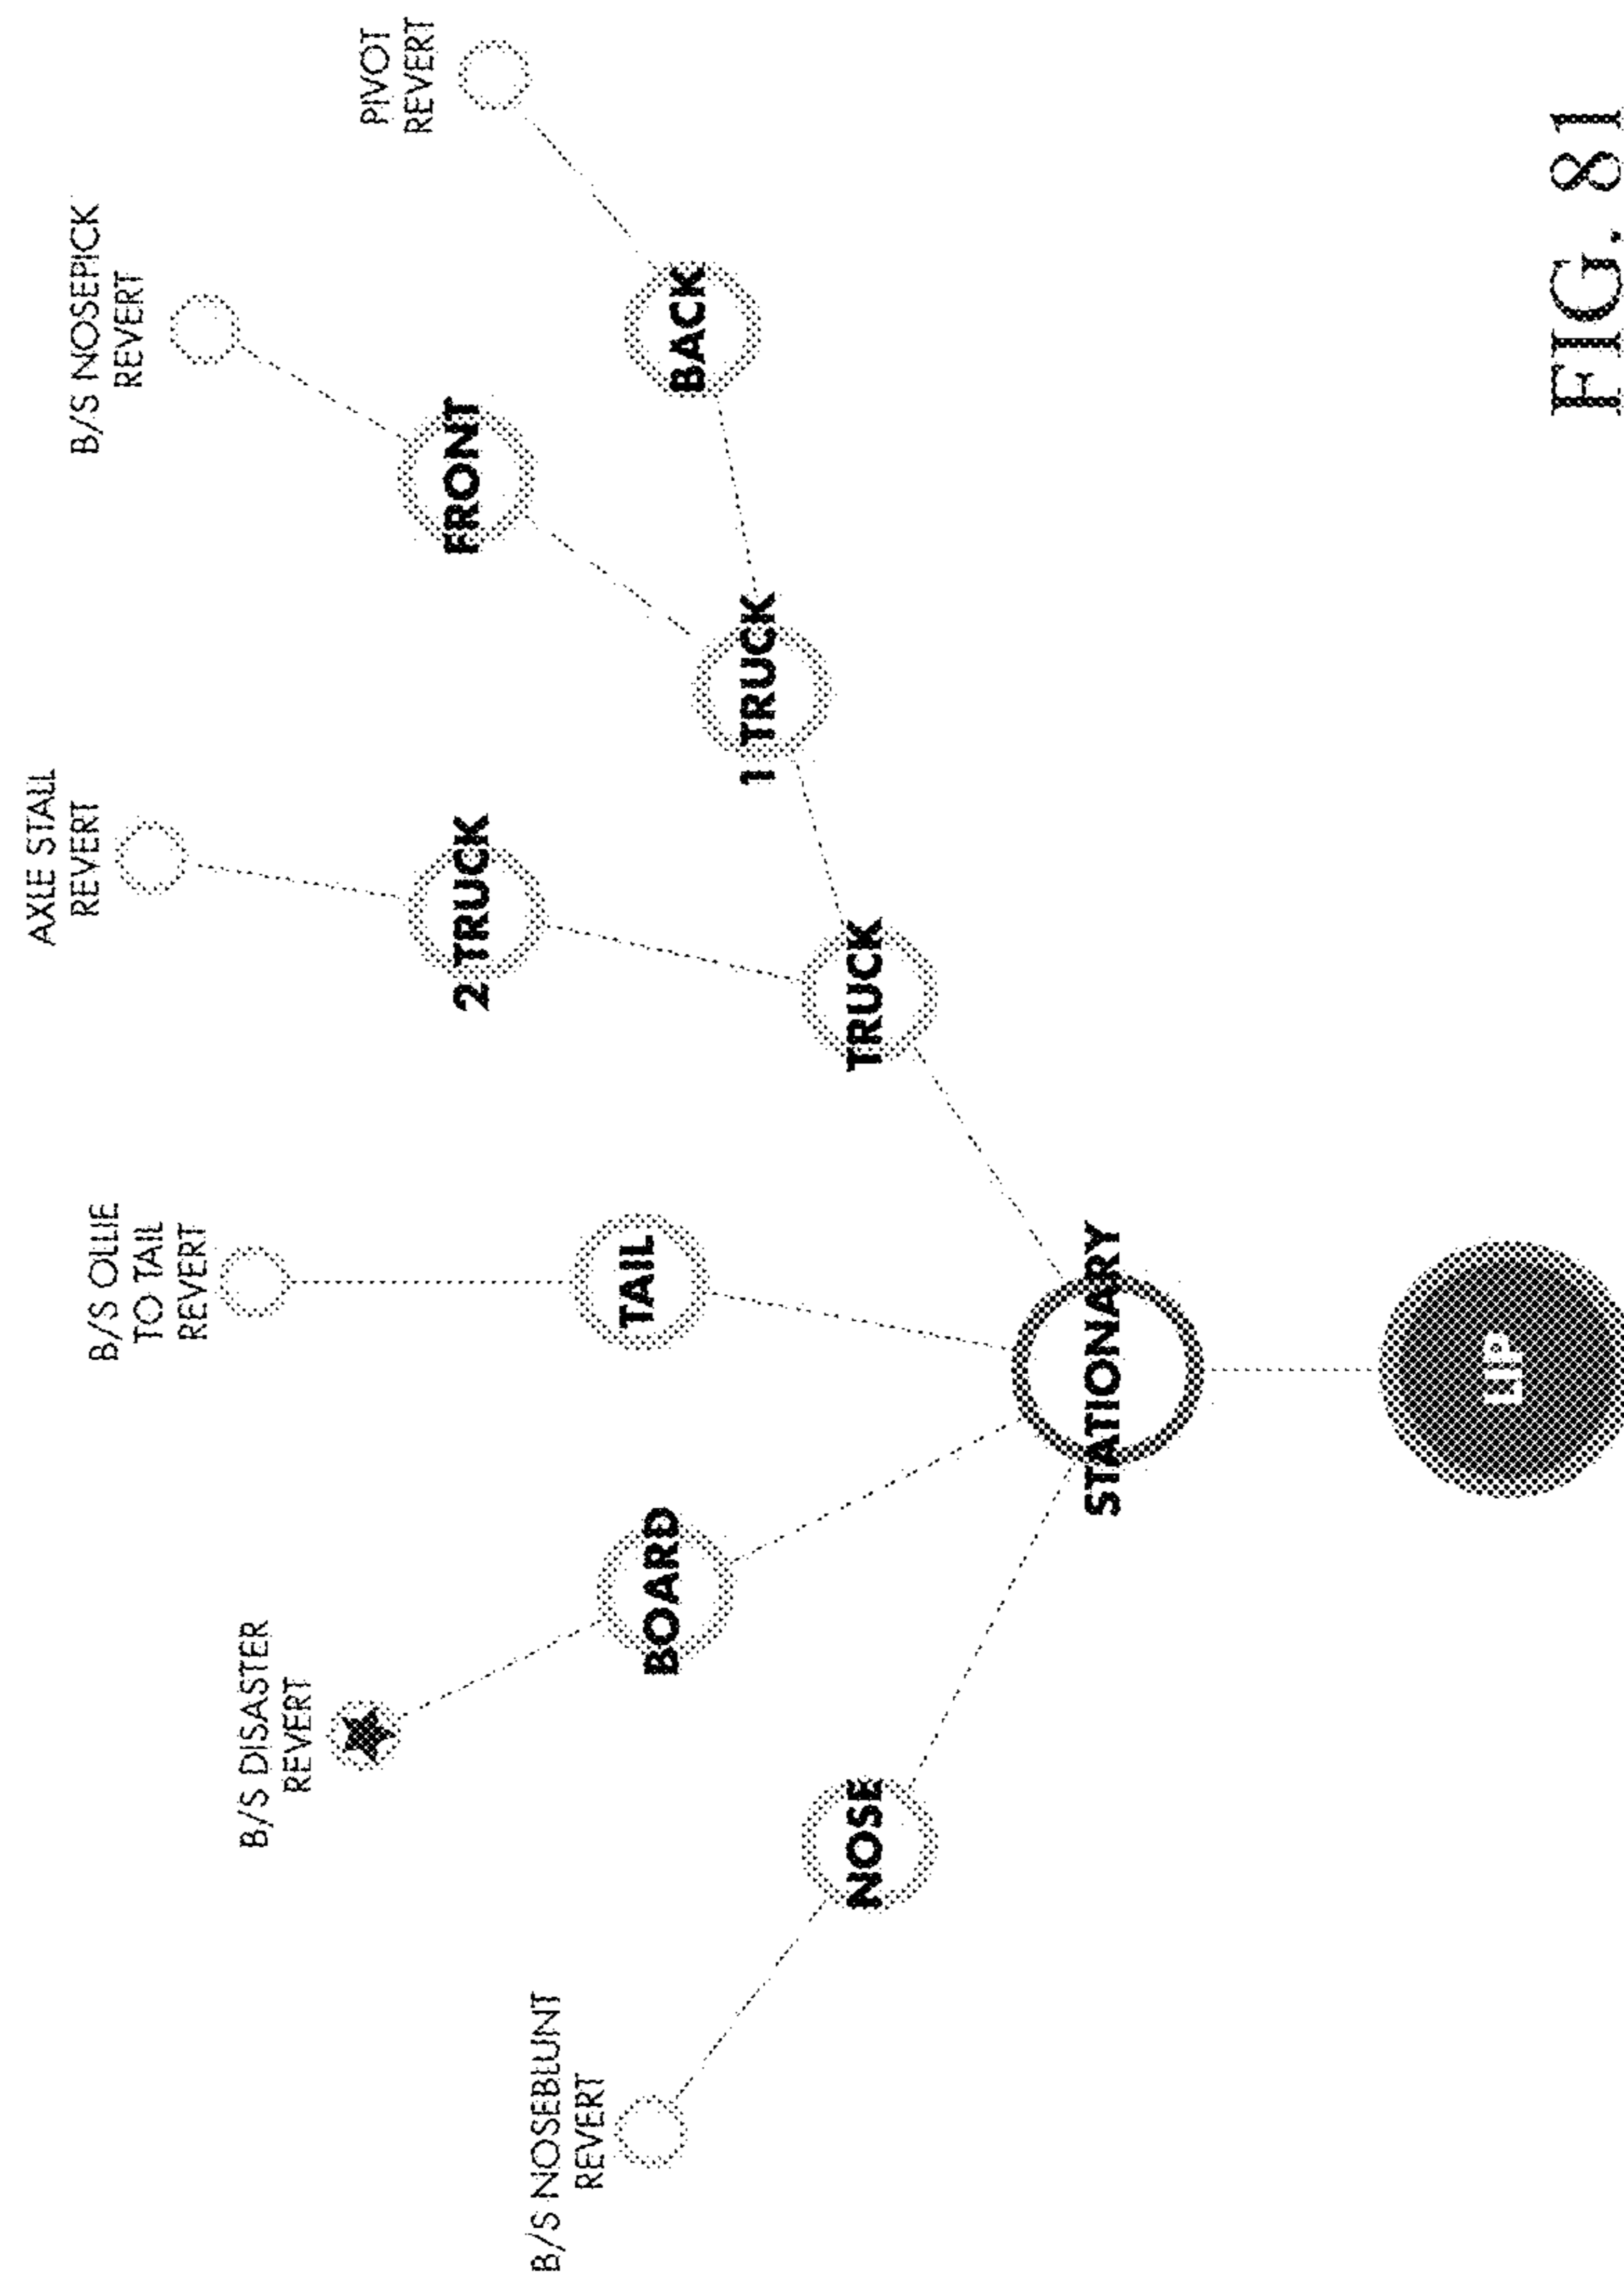 B/S NOSEBLUNT
REVERT
B/S DISASTER
REVERT
B/S OLLIE
TO TAIL
REVERT
AXLE STALL
REVERT
B/S NOSEPICK
REVERT
PIVOT
REVERT
NOSE
BOARD
TAIL
2 TRUCK
TRUCK
1 TRUCK
FRONT
BACK
STATIONARY
LIP
FIG. 81